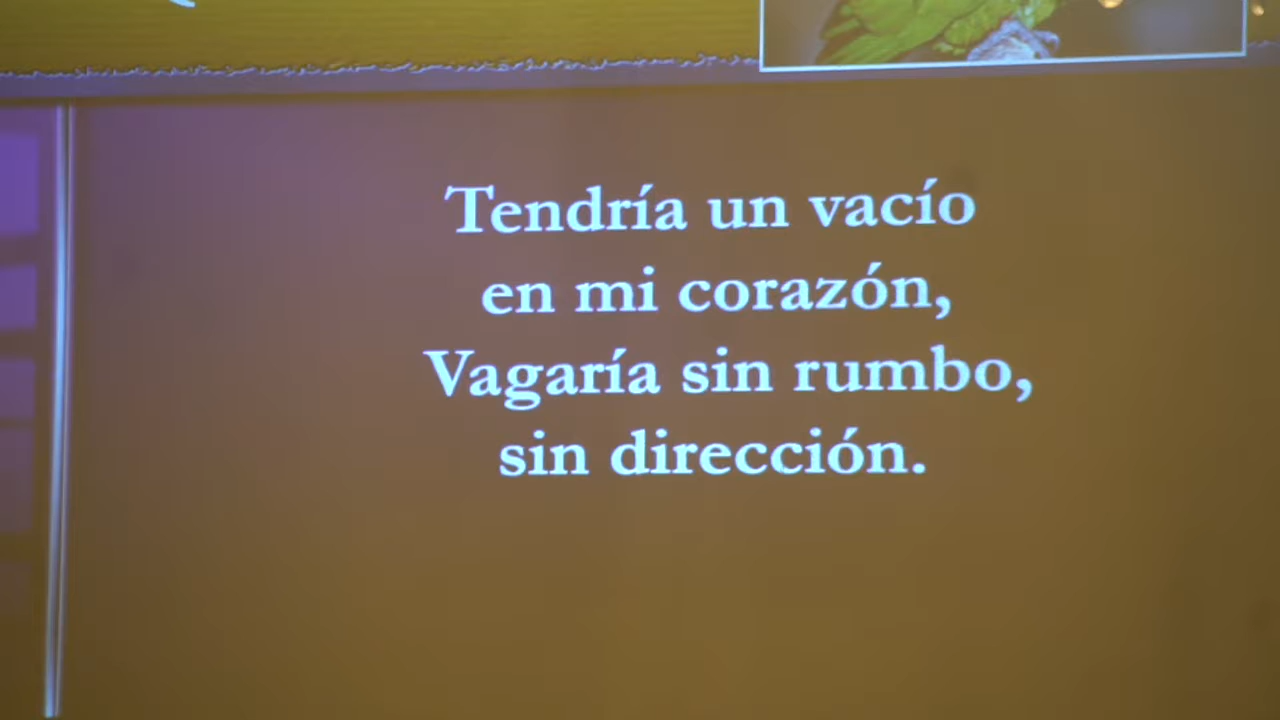 Tendría un vacío
en mi corazón,
Vagaría sin rumbo,
sin dirección.